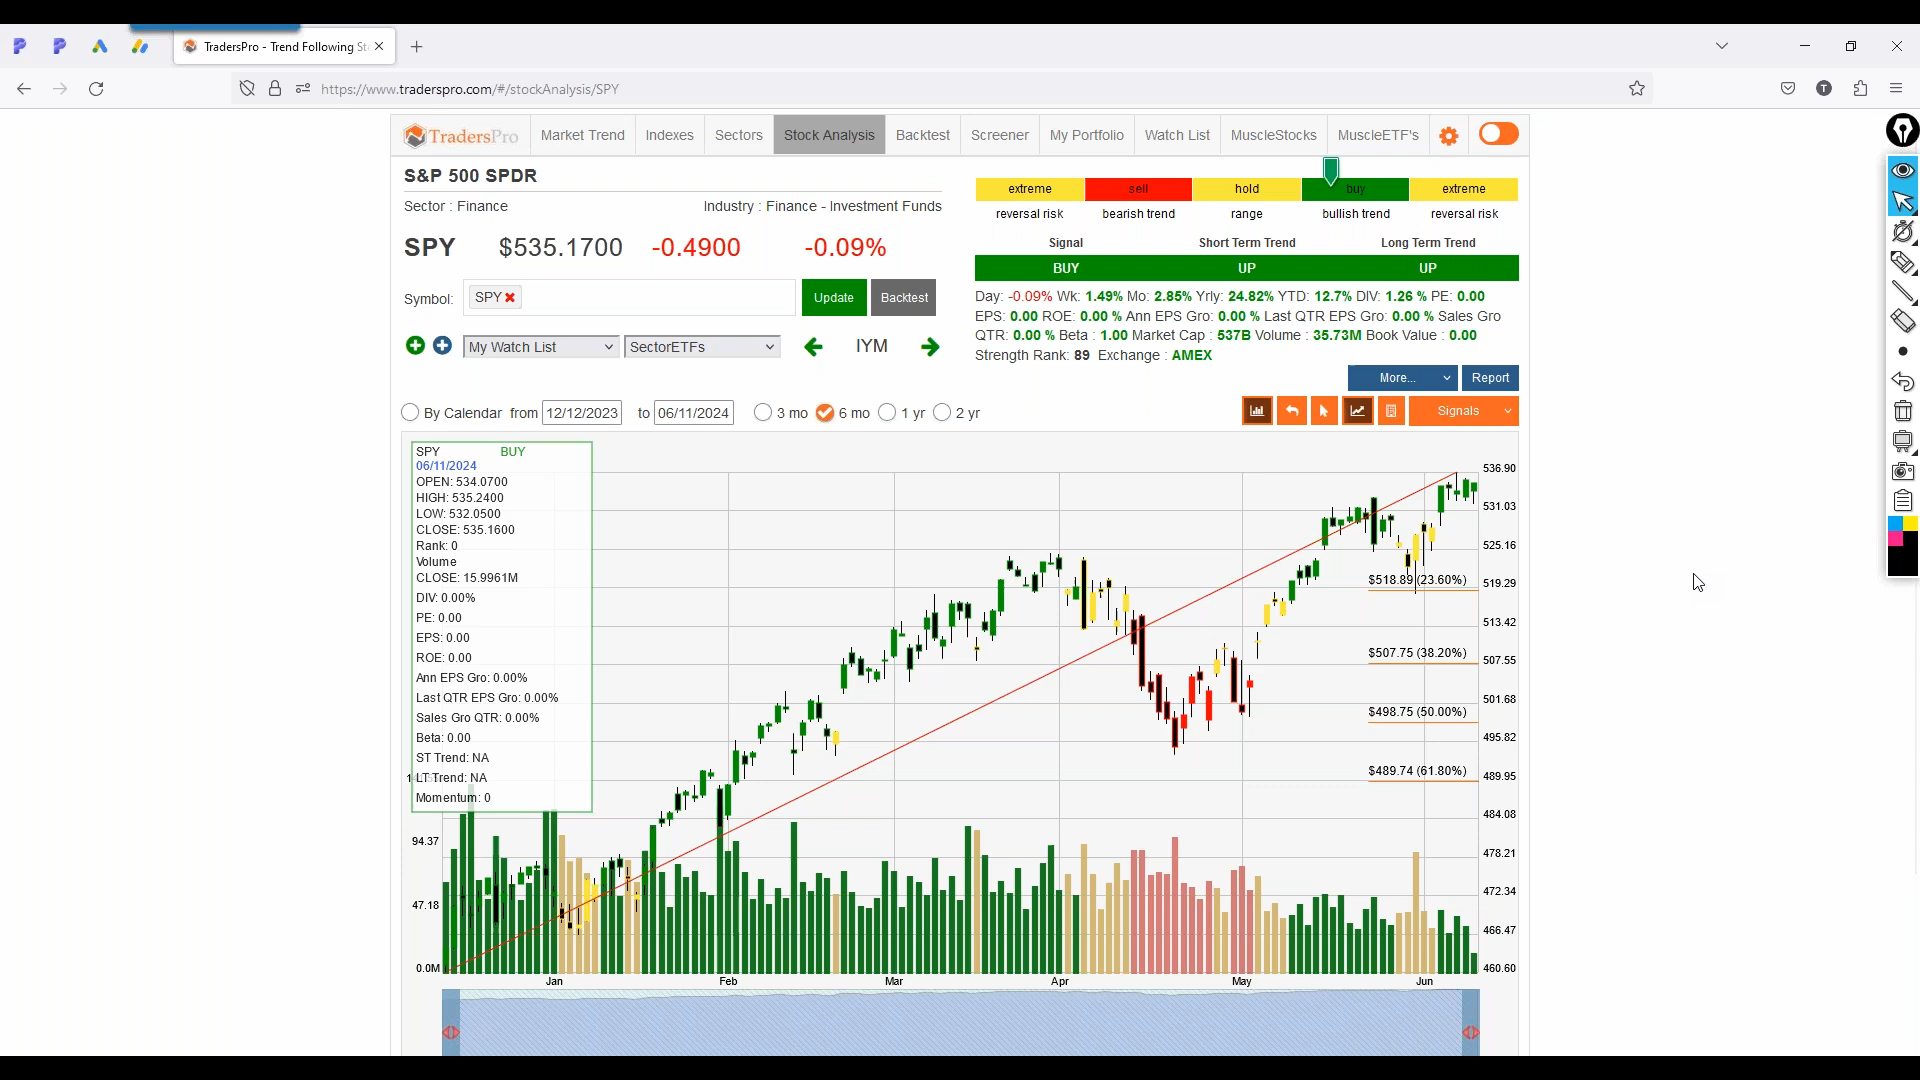 TradersPro - Trend Following St
https://www.traderspro.com/#/stockAnalysis/SPY
T
TradersPro Market Trend Indexes Sectors Stock Analysis Backtest Screener My Portfolio Watch List MuscleStocks MuscleETF's
S&P 500 SPDR
Sector : Finance Industry : Finance - Investment Funds
SPY $535.1700 -0.4900 -0.09%
Symbol: SPY Update Backtest
My Watch List SectorETFs IYM
extreme sell hold buy extreme
reversal risk bearish trend range bullish trend reversal risk
Signal Short Term Trend Long Term Trend
BUY UP UP
Day: -0.09% Wk: 1.49% Mo: 2.85% Yrly: 24.82% YTD: 12.7% DIV: 1.26 % PE: 0.00
EPS: 0.00 ROE: 0.00 % Ann EPS Gro: 0.00 % Last QTR EPS Gro: 0.00 % Sales Gro
QTR: 0.00 % Beta : 1.00 Market Cap : 537B Volume : 35.73M Book Value : 0.00
Strength Rank: 89 Exchange : AMEX
More... Report
By Calendar from 12/12/2023 to 06/11/2024 3 mo 6 mo 1 yr 2 yr Signals
SPY BUY
06/11/2024
OPEN: 534.0700
HIGH: 535.2400
LOW: 532.0500
CLOSE: 535.1600
Rank: 0
Volume
CLOSE: 15.9961M
DIV: 0.00%
PE: 0.00
EPS: 0.00
ROE: 0.00
Ann EPS Gro: 0.00%
Last QTR EPS Gro: 0.00%
Sales Gro QTR: 0.00%
Beta: 0.00
ST Trend: NA
LT Trend: NA
Momentum: 0
94.37
47.18
0.0M
$518.89 (23.60%)
$507.75 (38.20%)
$498.75 (50.00%)
$489.74 (61.80%)
536.90
531.03
525.16
519.29
513.42
507.55
501.68
495.82
489.95
484.08
478.21
472.34
466.47
460.60
Jan Feb Mar Apr May Jun